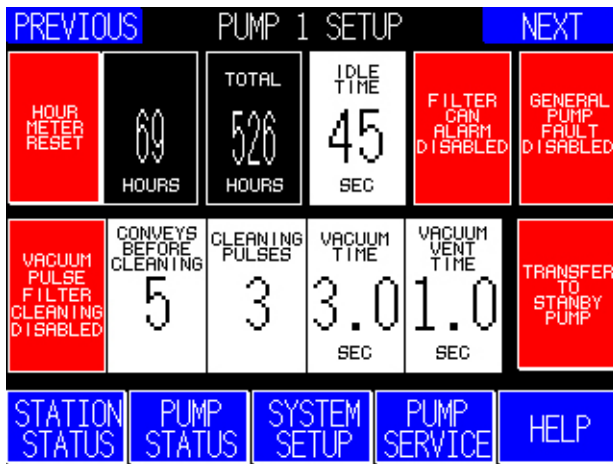 PREVIOUS
PUMP 1 SETUP
NEXT
HOUR
METER
RESET
69
HOURS
TOTAL
526
HOURS
IDLE
TIME
45
SEC
FILTER
CAN
ALARM
DISABLED
GENERAL
PUMP
FAULT
DISABLED
VACUUM
PULSE
FILTER
CLEANING
DISABLED
CONVEYS
BEFORE
CLEANING
5
CLEANING
PULSES
3
VACUUM
TIME
3.0
SEC
VACUUM
VENT
TIME
1.0
SEC
TRANSFER
TO
STANBY
PUMP
STATION
STATUS
PUMP
STATUS
SYSTEM
SETUP
PUMP
SERVICE
HELP